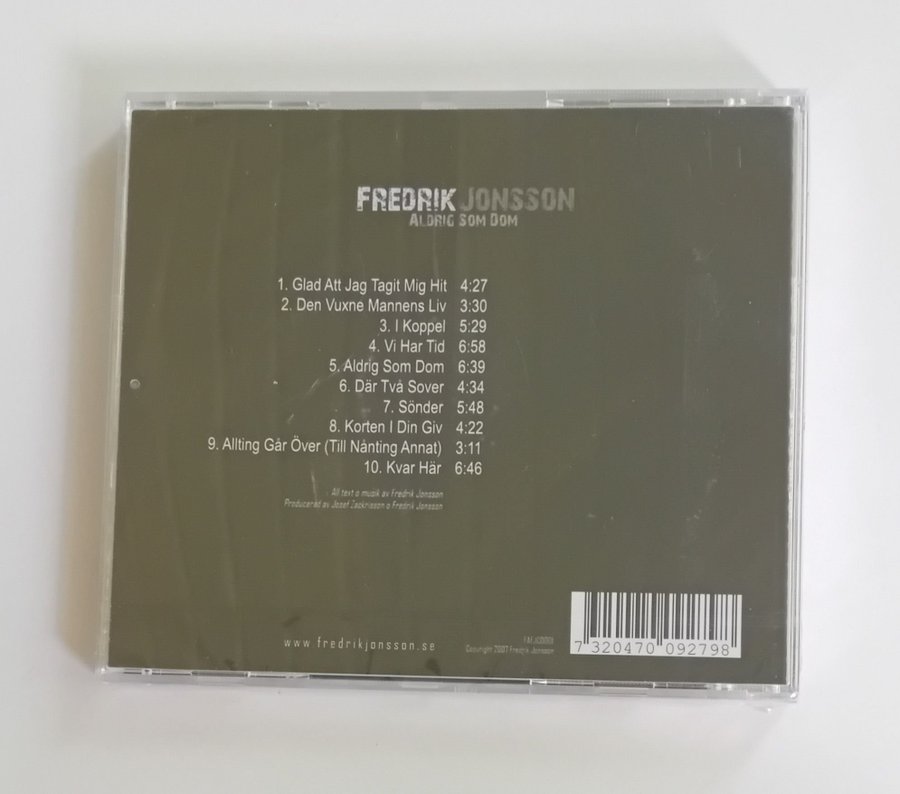 FREDRIK JONSSON
ALDRIG SOM DOM
1. Glad Att Jag Tagit Mig Hit 4:27
2. Den Vuxne Mannens Liv 3:30
3. I Koppel 5:29
4. Vi Har Tid 6:58
5. Aldrig Som Dom 6:39
6. Där Två Sover 4:34
7. Sönder 5:48
8. Korten I Din Giv 4:22
9. Allting Går Över (Till Nånting Annat) 3:11
10. Kvar Här 6:46
All text o musik av Fredrik Jonsson
Producerad av Josef Zackrisson o Fredrik Jonsson
www.fredrikjonsson.se
Copyright 2007 Fredrik Jonsson
7 320470 092798